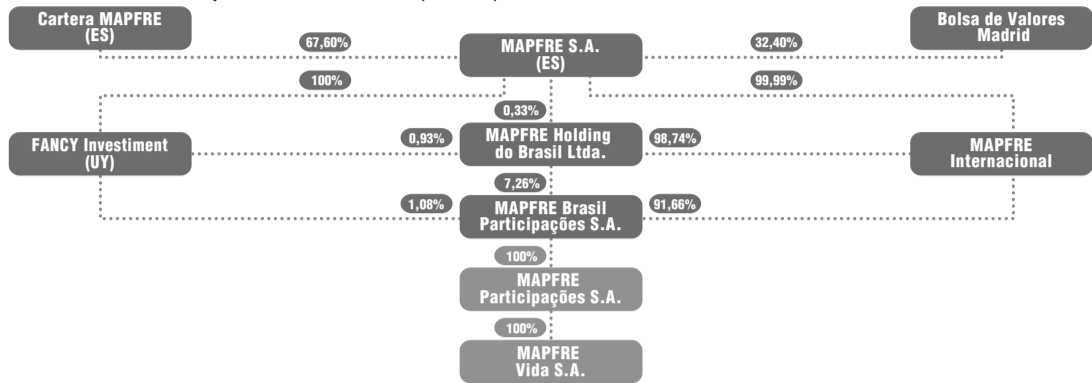 Cartera MAPFRE
(ES)
Bolsa de Valores
Madrid
67,60%
MAPFRE S.A.
(ES)
32,40%
100%
99,99%
0,33%
FANCY Investiment
(UY)
0,93%
MAPFRE Holding
do Brasil Ltda.
98,74%
MAPFRE
Internacional
7,26%
1,08%
MAPFRE Brasil
Participações S.A.
91,66%
100%
MAPFRE
Participações S.A.
100%
MAPFRE
Vida S.A.